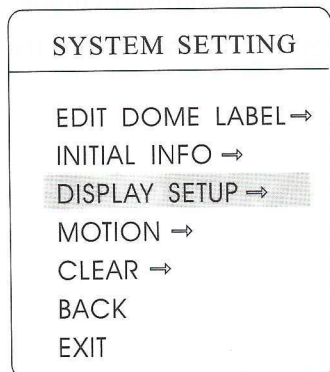 SYSTEM SETTING
EDIT DOME LABEL⇒
INITIAL INFO ⇒
DISPLAY SETUP ⇒
MOTION ⇒
CLEAR ⇒
BACK
EXIT